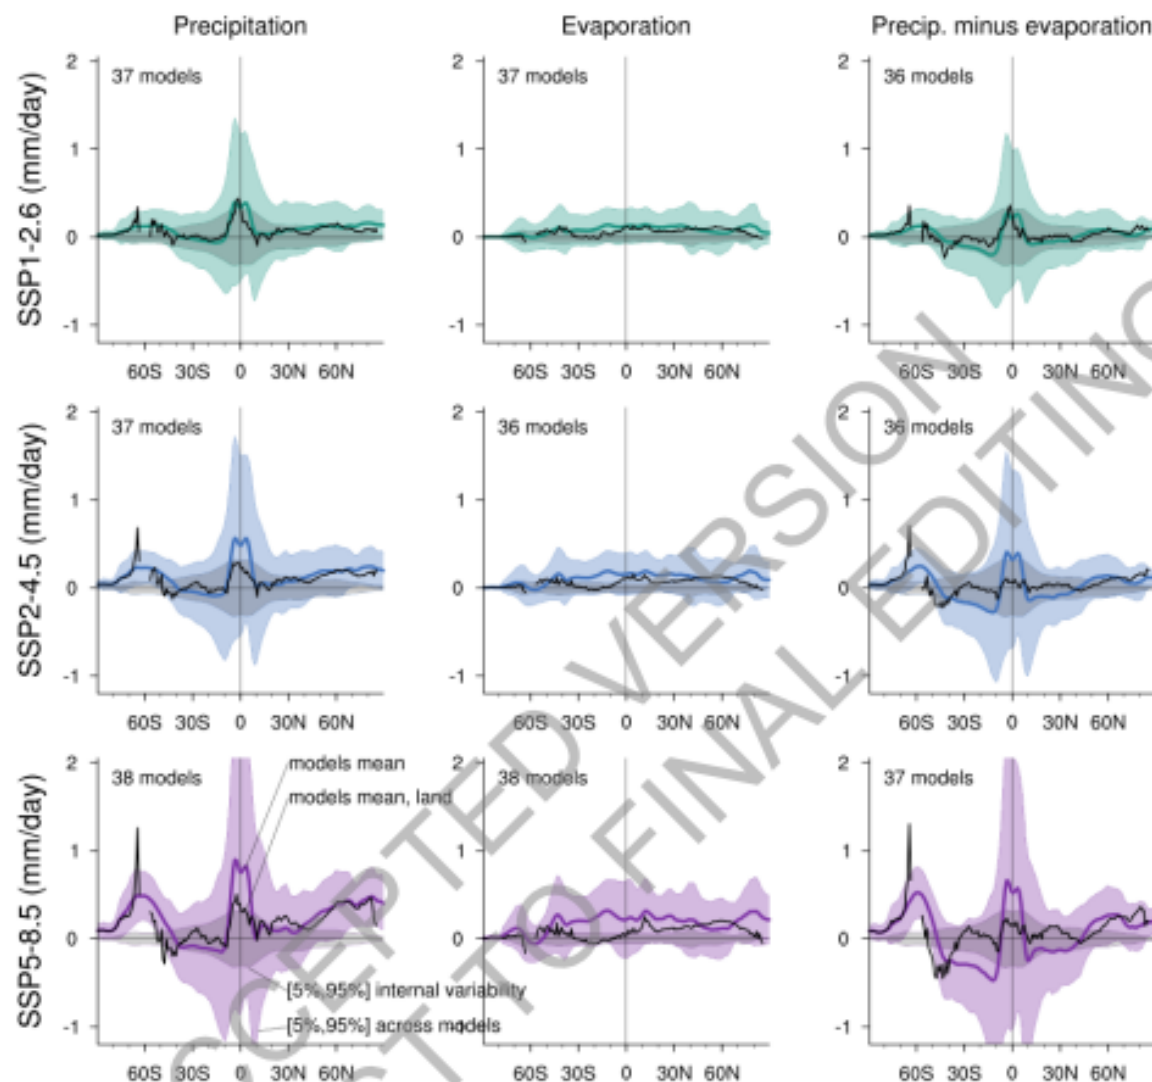 Precipitation Evaporation Precip. minus evaporation
SSP1-2.6 (mm/day)
2 37 models 2 37 models 2 36 models
1 1 1
0 0 0
-1 -1 -1
60S 30S 0 30N 60N 60S 30S 0 30N 60N 60S 30S 0 30N 60N
SSP2-4.5 (mm/day)
2 37 models 2 36 models 2 36 models
1 1 1
0 0 0
-1 -1 -1
60S 30S 0 30N 60N 60S 30S 0 30N 60N 60S 30S 0 30N 60N
SSP5-8.5 (mm/day)
2 38 models models mean 2 38 models 2 37 models
models mean, land
1 1 1
0 0 0
[5%,95%] internal variability
-1 [5%,95%] across models -1 -1
60S 30S 0 30N 60N 60S 30S 0 30N 60N 60S 30S 0 30N 60N
CCEPTED VERSION
T TO FINAL EDITING